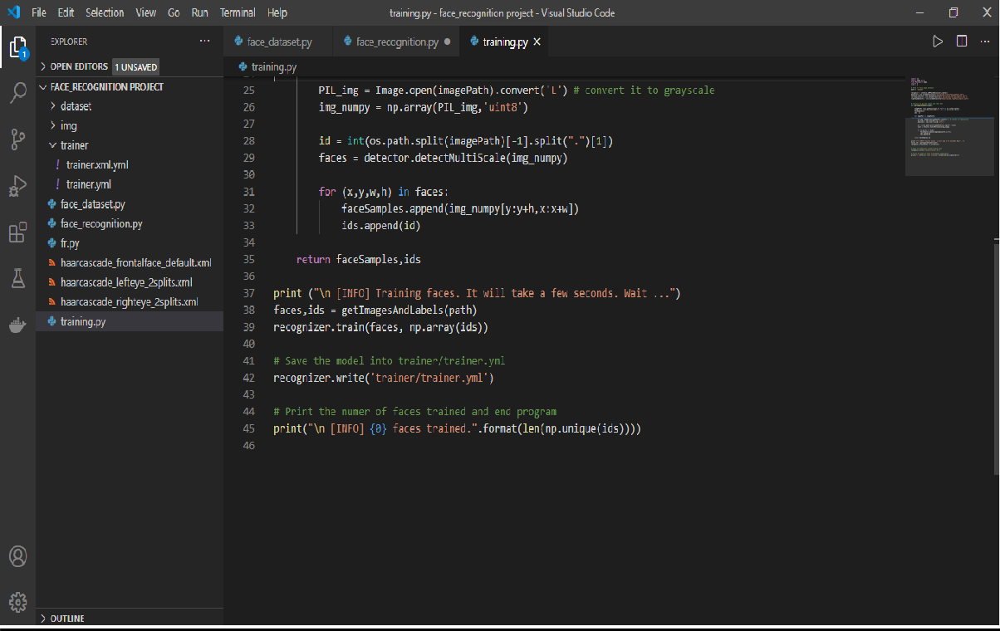 File Edit Selection View Go Run Terminal Help
training.py - face_recognition project - Visual Studio Code
EXPLORER
face_dataset.py
face_recognition.py
training.py
1
OPEN EDITORS 1 UNSAVED
training.py
FACE_RECOGNITION PROJECT
dataset
img
trainer
trainer.xml.yml
trainer.yml
face_dataset.py
face_recognition.py
fr.py
haarcascade_frontalface_default.xml
haarcascade_lefteye_2splits.xml
haarcascade_righteye_2splits.xml
training.py
OUTLINE
25 PIL_img = Image.open(imagePath).convert('L') # convert it to grayscale
26 img_numpy = np.array(PIL_img,'uint8')
27
28 id = int(os.path.split(imagePath)[-1].split(".")[1])
29 faces = detector.detectMultiScale(img_numpy)
30
31 for (x,y,w,h) in faces:
32 faceSamples.append(img_numpy[y:y+h,x:x+w])
33 ids.append(id)
34
35 return faceSamples,ids
36
37 print ("\n [INFO] Training faces. It will take a few seconds. Wait ...")
38 faces,ids = getImagesAndLabels(path)
39 recognizer.train(faces, np.array(ids))
40
41 # Save the model into trainer/trainer.yml
42 recognizer.write('trainer/trainer.yml')
43
44 # Print the numer of faces trained and end program
45 print("\n [INFO] {0} faces trained.".format(len(np.unique(ids))))
46